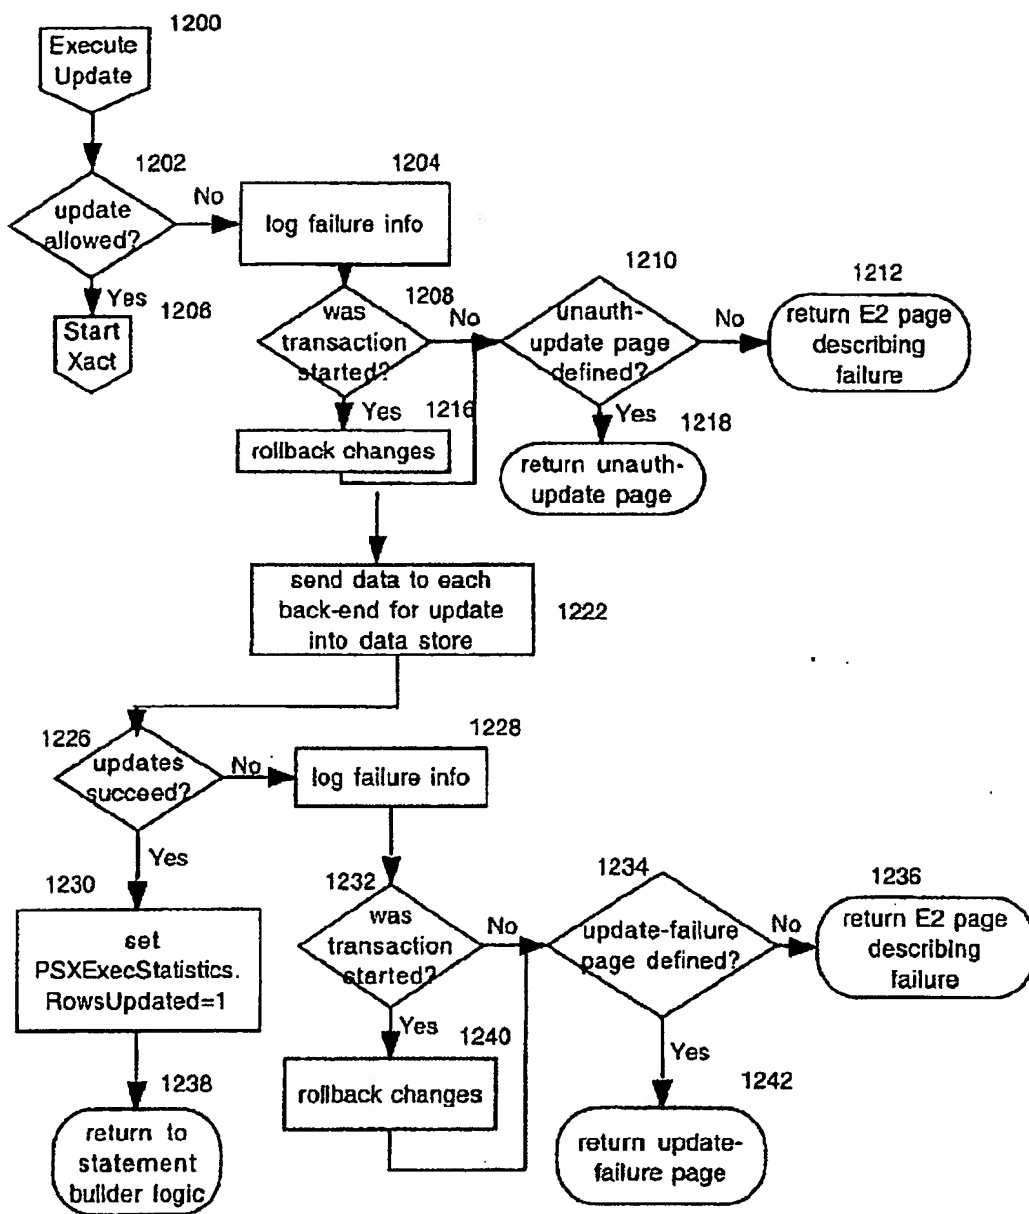 1200
Execute
Update
1202
update
allowed?
No
1204
log failure info
Yes
1206
Start
Xact
1208
was
transaction
started?
No
1210
unauth-
update page
defined?
No
1212
return E2 page
describing
failure
Yes
1216
rollback changes
Yes
1218
return unauth-
update page
send data to each
back-end for update
into data store
1222
1226
updates
succeed?
No
1228
log failure info
Yes
1230
set
PSXExecStatistics.
RowsUpdated=1
1232
was
transaction
started?
No
1234
update-failure
page defined?
No
1236
return E2 page
describing
failure
Yes
1240
rollback changes
Yes
1242
return update-
failure page
1238
return to
statement
builder logic